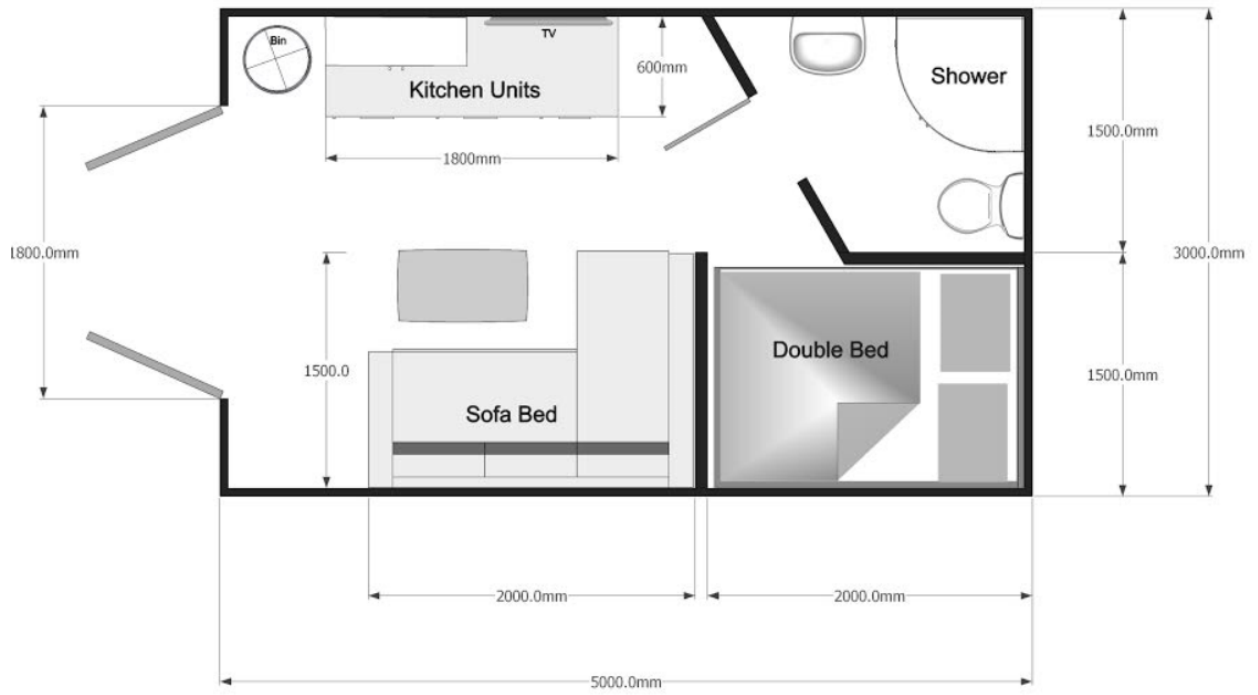 Bin
TV
Kitchen Units
600mm
Shower
1500.0mm
1800mm
1800.0mm
3000.0mm
1500.0
Double Bed
1500.0mm
Sofa Bed
2000.0mm
2000.0mm
5000.0mm